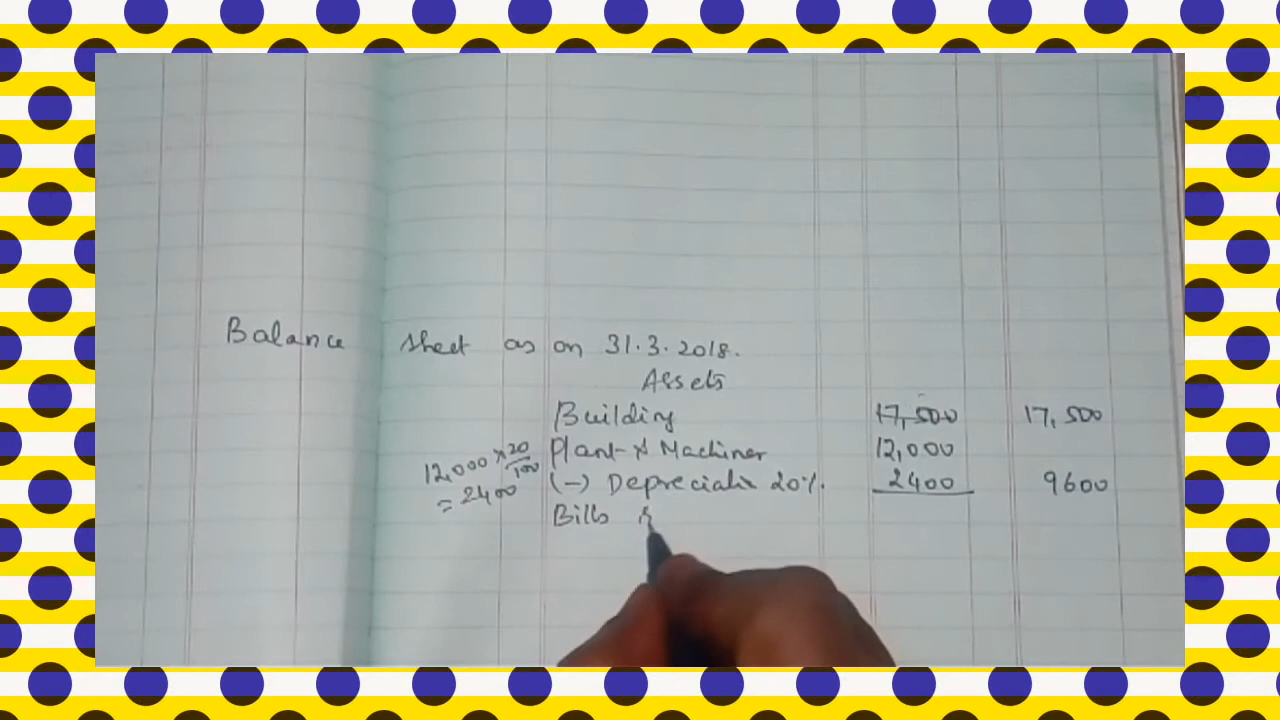 Balance sheet as on 31.3.2018.
Assets
Building 17,500 17,500
Plant & Machiner 12,000
12,000 × 20/100
(-) Depreciatn 20%. 2400 9600
= 2400
Bills